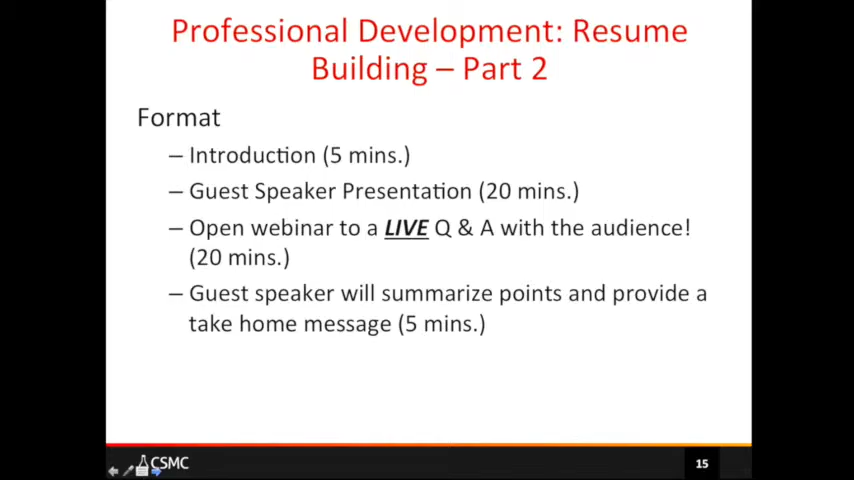 Professional Development: Resume
Building – Part 2
Format
– Introduction (5 mins.)
– Guest Speaker Presentation (20 mins.)
– Open webinar to a LIVE Q & A with the audience!
(20 mins.)
– Guest speaker will summarize points and provide a
take home message (5 mins.)
CSMC
15